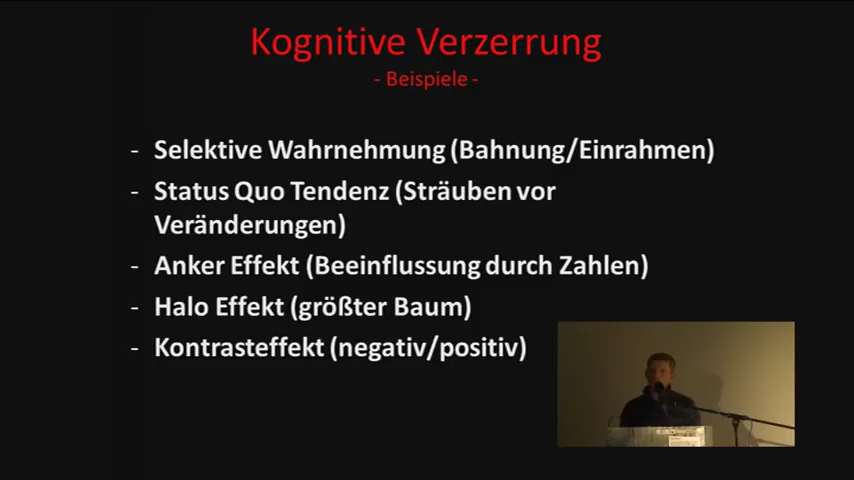 Kognitive Verzerrung
- Beispiele -
- Selektive Wahrnehmung (Bahnung/Einrahmen)
- Status Quo Tendenz (Sträuben vor
Veränderungen)
- Anker Effekt (Beeinflussung durch Zahlen)
- Halo Effekt (größter Baum)
- Kontrasteffekt (negativ/positiv)